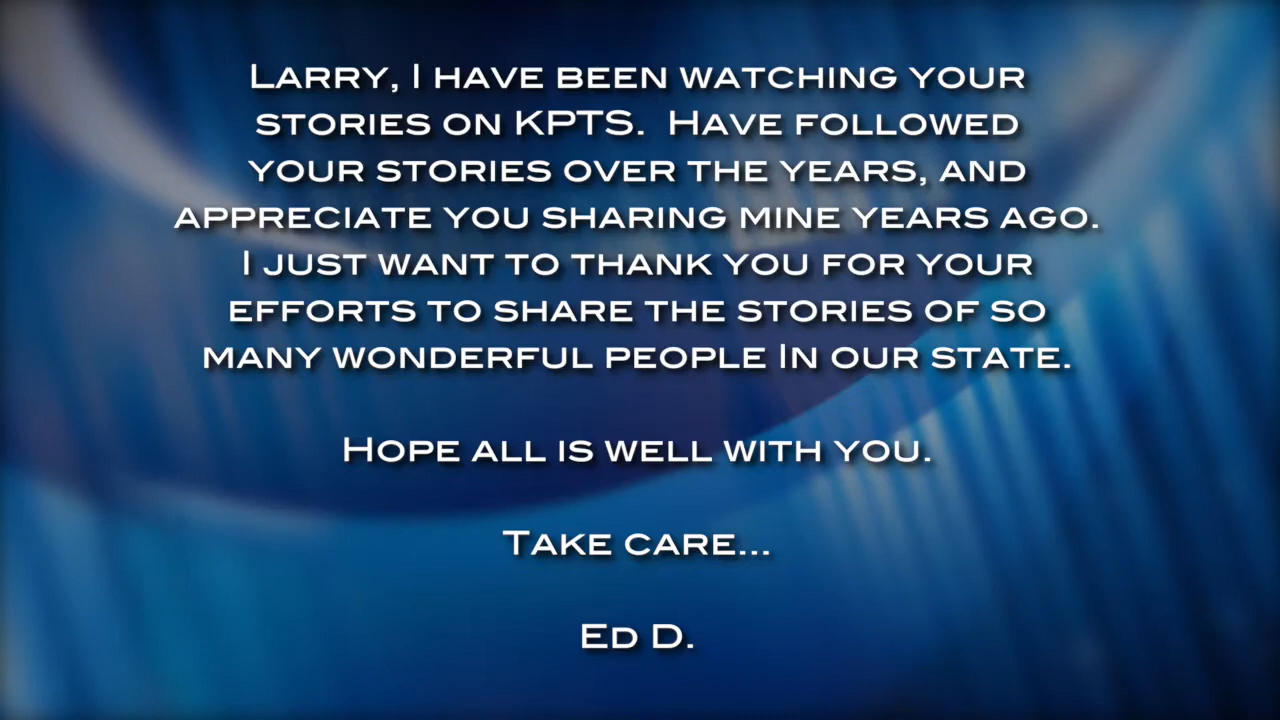 Larry, I have been watching your
stories on KPTS. Have followed
your stories over the years, and
appreciate you sharing mine years ago.
I just want to thank you for your
efforts to share the stories of so
many wonderful people In our state.
Hope all is well with you.
Take care...
Ed D.